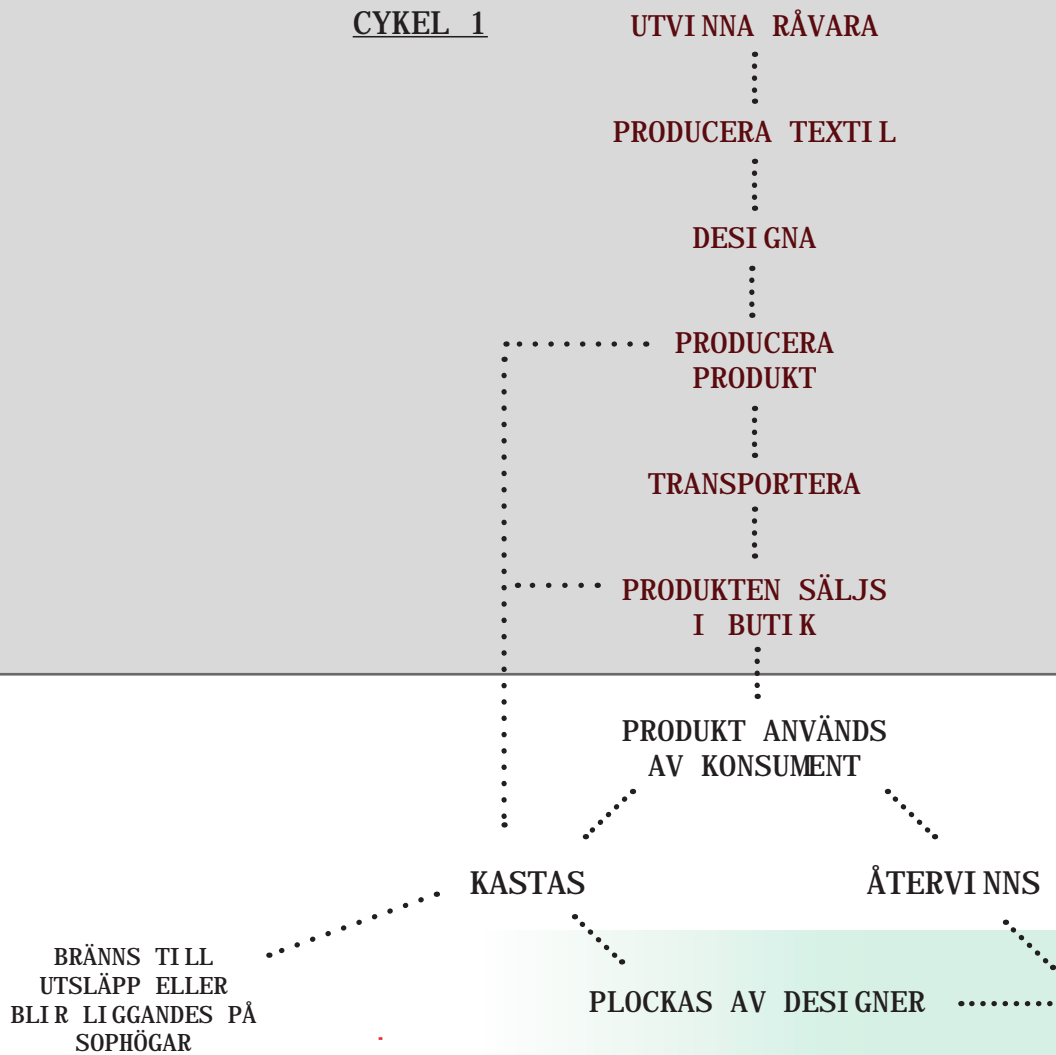 CYKEL 1
UTVINNA RÅVARA
PRODUCERA TEXTIL
DESIGNA
PRODUCERA
PRODUKT
TRANSPORTERA
PRODUKTEN SÄLJS
I BUTIK
PRODUKT ANVÄNDS
AV KONSUMENT
KASTAS
ÅTERVINNS
BRÄNNS TILL
UTSLÄPP ELLER
BLIR LIGGANDES PÅ
SOPHÖGAR
PLOCKAS AV DESIGNER